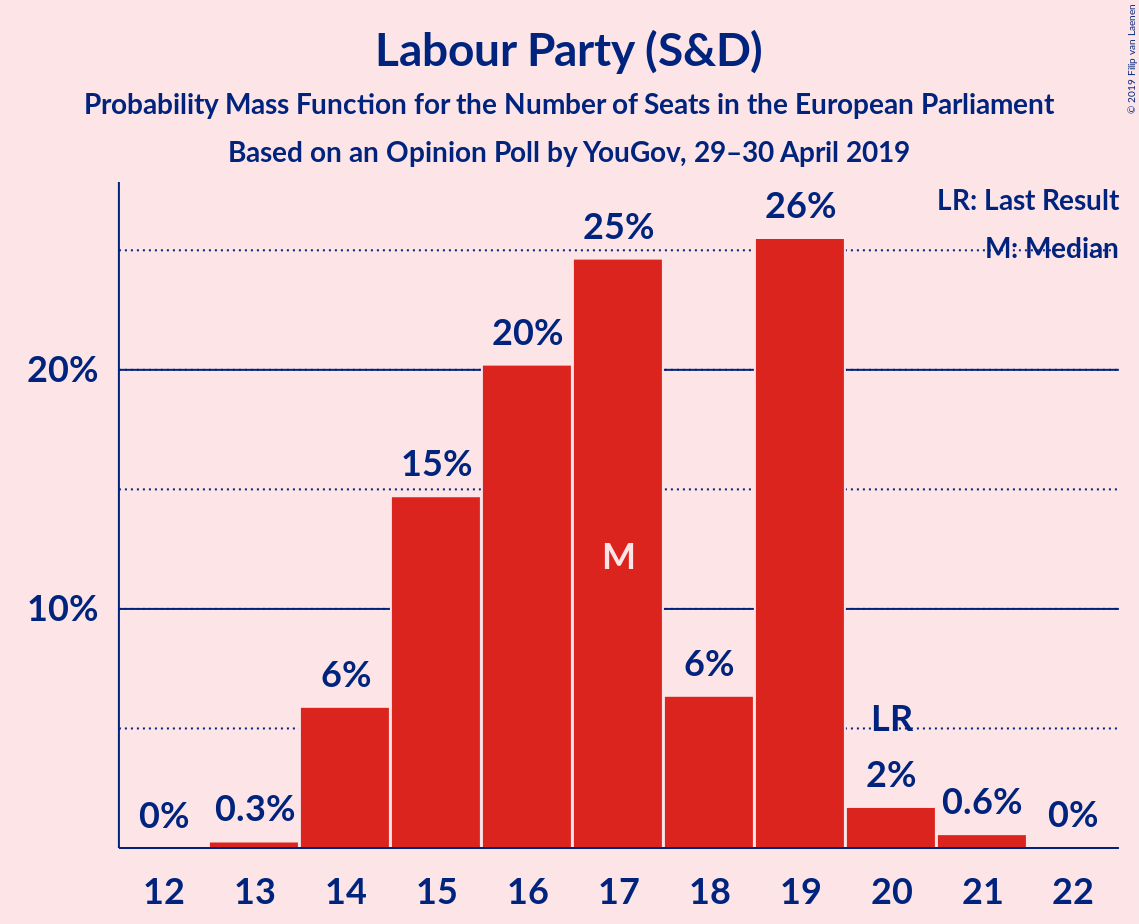 Labour Party (S&D)
Probability Mass Function for the Number of Seats in the European Parliament
Based on an Opinion Poll by YouGov, 29–30 April 2019
© 2019 Filip van Laenen
LR: Last Result
M: Median
20%
10%
0%
0.3%
6%
15%
20%
25%
6%
26%
2%
0.6%
0%
M
LR
12 13 14 15 16 17 18 19 20 21 22